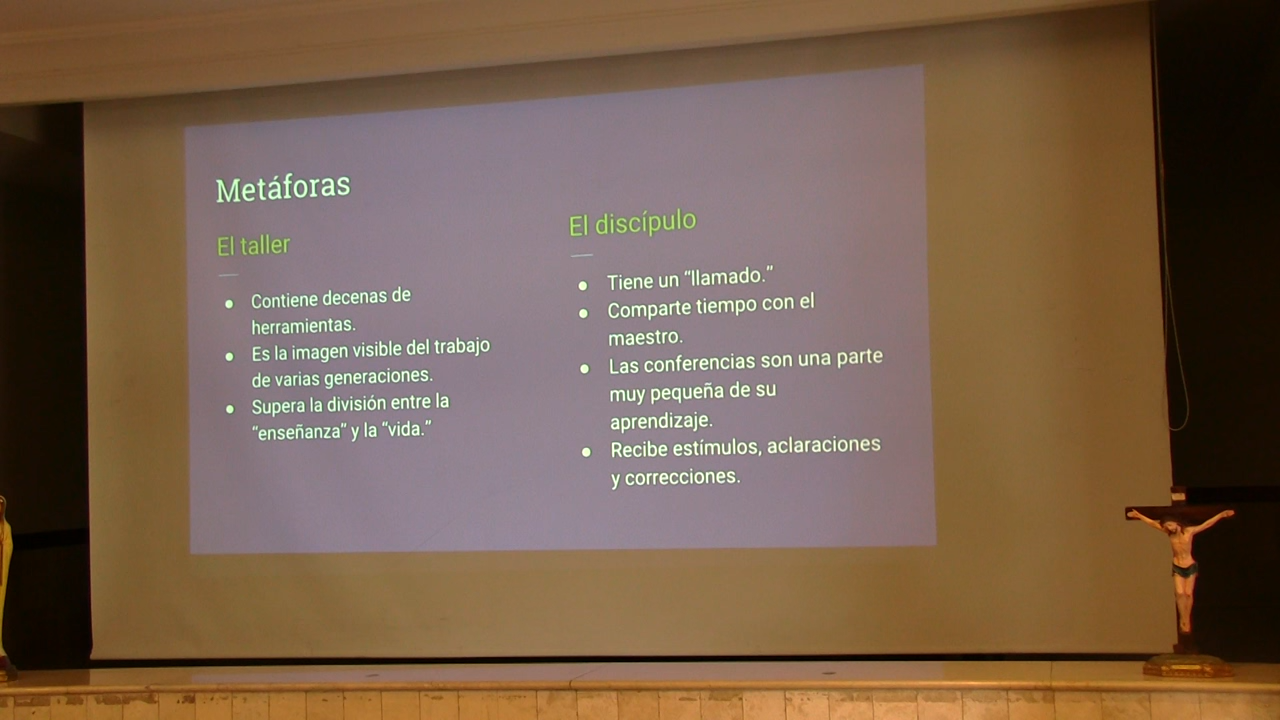 Metáforas
El taller
● Contiene decenas de
herramientas.
● Es la imagen visible del trabajo
de varias generaciones.
● Supera la división entre la
“enseñanza” y la “vida.”
El discípulo
● Tiene un “llamado.”
● Comparte tiempo con el
maestro.
● Las conferencias son una parte
muy pequeña de su
aprendizaje.
● Recibe estímulos, aclaraciones
y correcciones.